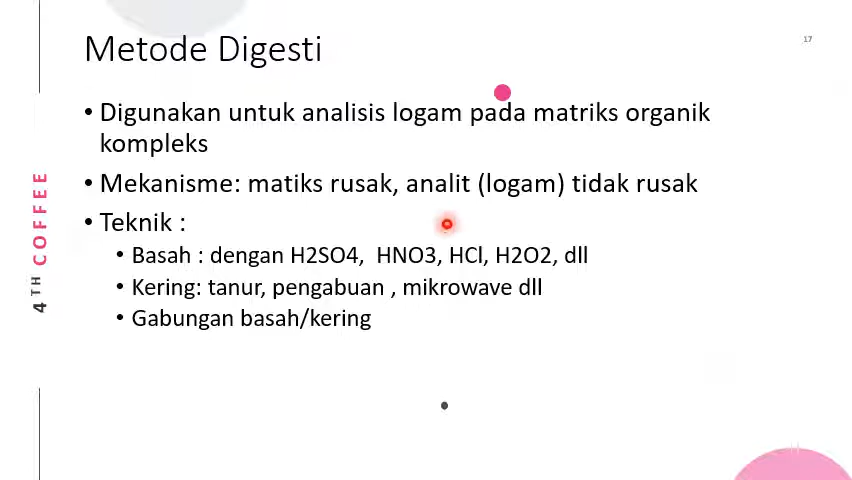 Metode Digesti
17
• Digunakan untuk analisis logam pada matriks organik
kompleks
• Mekanisme: matiks rusak, analit (logam) tidak rusak
• Teknik :
• Basah : dengan H2SO4,  HNO3, HCl, H2O2, dll
• Kering: tanur, pengabuan , mikrowave dll
• Gabungan basah/kering
4TH COFFEE